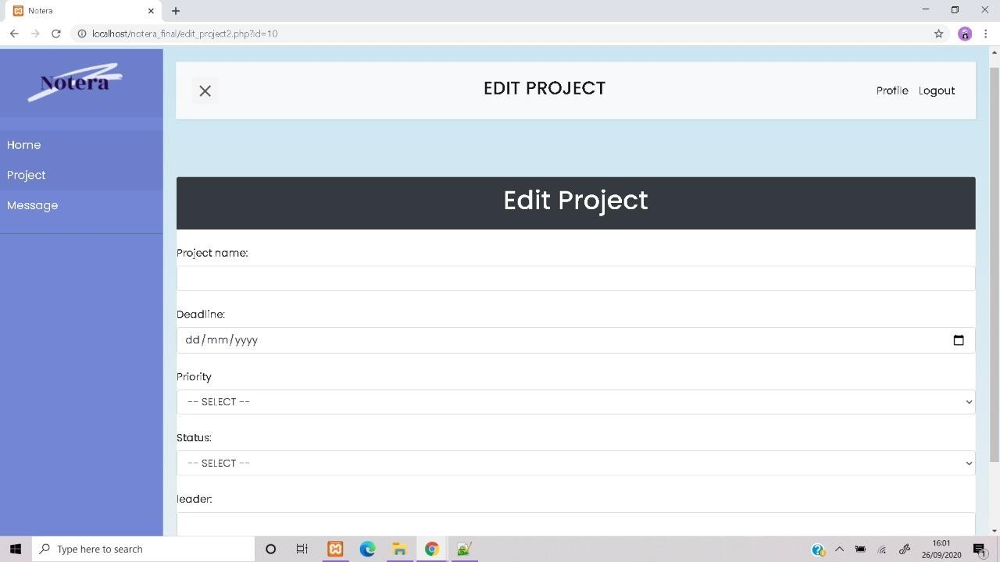 Notera
localhost/notera_final/edit_project2.php?id=10
Notera
EDIT PROJECT
Profile Logout
Home
Project
Message
Edit Project
Project name:
Deadline:
dd/mm/yyyy
Priority
-- SELECT --
Status:
-- SELECT --
leader:
Type here to search
16:01
26/09/2020
1